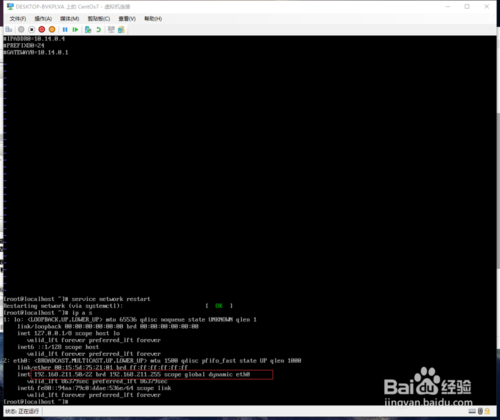 DESKTOP-BVKPLVA 上的 CentOs7 - 虚拟机连接
文件(F) 操作(A) 媒体(M) 剪贴板(C) 查看(V) 帮助(H)
#IPADDR0=10.14.0.4
#PREFIX0=24
#GATEWAY0=10.14.0.1
[root@localhost ~]# service network restart
Restarting network (via systemctl): [ OK ]
[root@localhost ~]# ip a s
1: lo: <LOOPBACK,UP,LOWER_UP> mtu 65536 qdisc noqueue state UNKNOWN qlen 1
link/loopback 00:00:00:00:00:00 brd 00:00:00:00:00:00
inet 127.0.0.1/8 scope host lo
valid_lft forever preferred_lft forever
inet6 ::1/128 scope host
valid_lft forever preferred_lft forever
2: eth0: <BROADCAST,MULTICAST,UP,LOWER_UP> mtu 1500 qdisc pfifo_fast state UP qlen 1000
link/ether 00:15:5d:75:21:01 brd ff:ff:ff:ff:ff:ff
inet 192.168.211.50/22 brd 192.168.211.255 scope global dynamic eth0
valid_lft 86379sec preferred_lft 86379sec
inet6 fe80::94aa:79c0:ddae:536e/64 scope link
valid_lft forever preferred_lft forever
[root@localhost ~]#
状态: 正在运行
Bai du 经验
jingyan.baidu.com